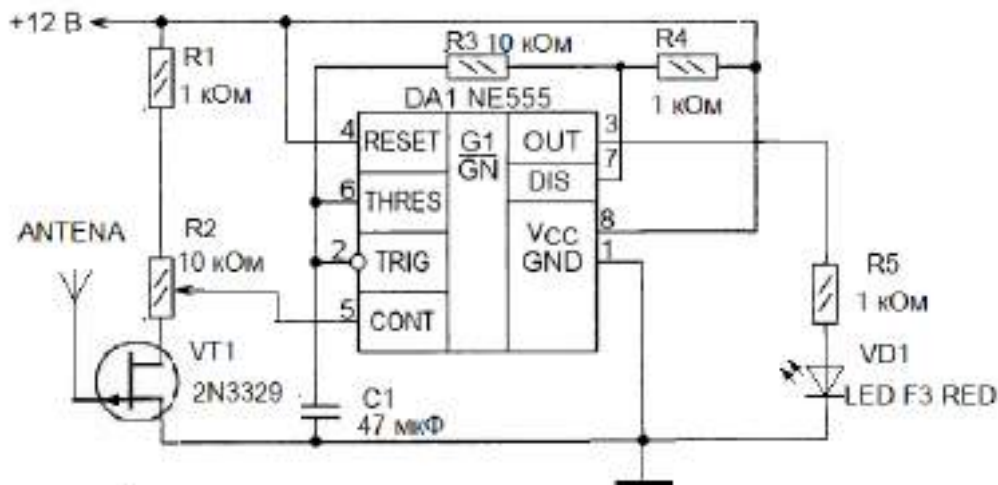 +12 В
R1
1 кОм
R3 10 кОм
R4
1 кОм
DA1 NE555
4
RESET
G1
GN
OUT
3
7
DIS
6
THRES
VCC
8
GND
1
2
TRIG
5
CONT
ANTENA
R2
10 кОм
VT1
2N3329
C1
47 мкФ
R5
1 кОм
VD1
LED F3 RED